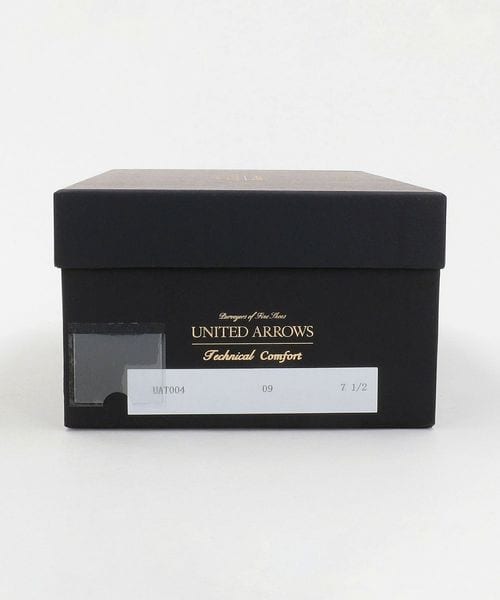 Purveyors of Fine Shoes
UNITED ARROWS
Technical Comfort
UAT004 09 7 1/2